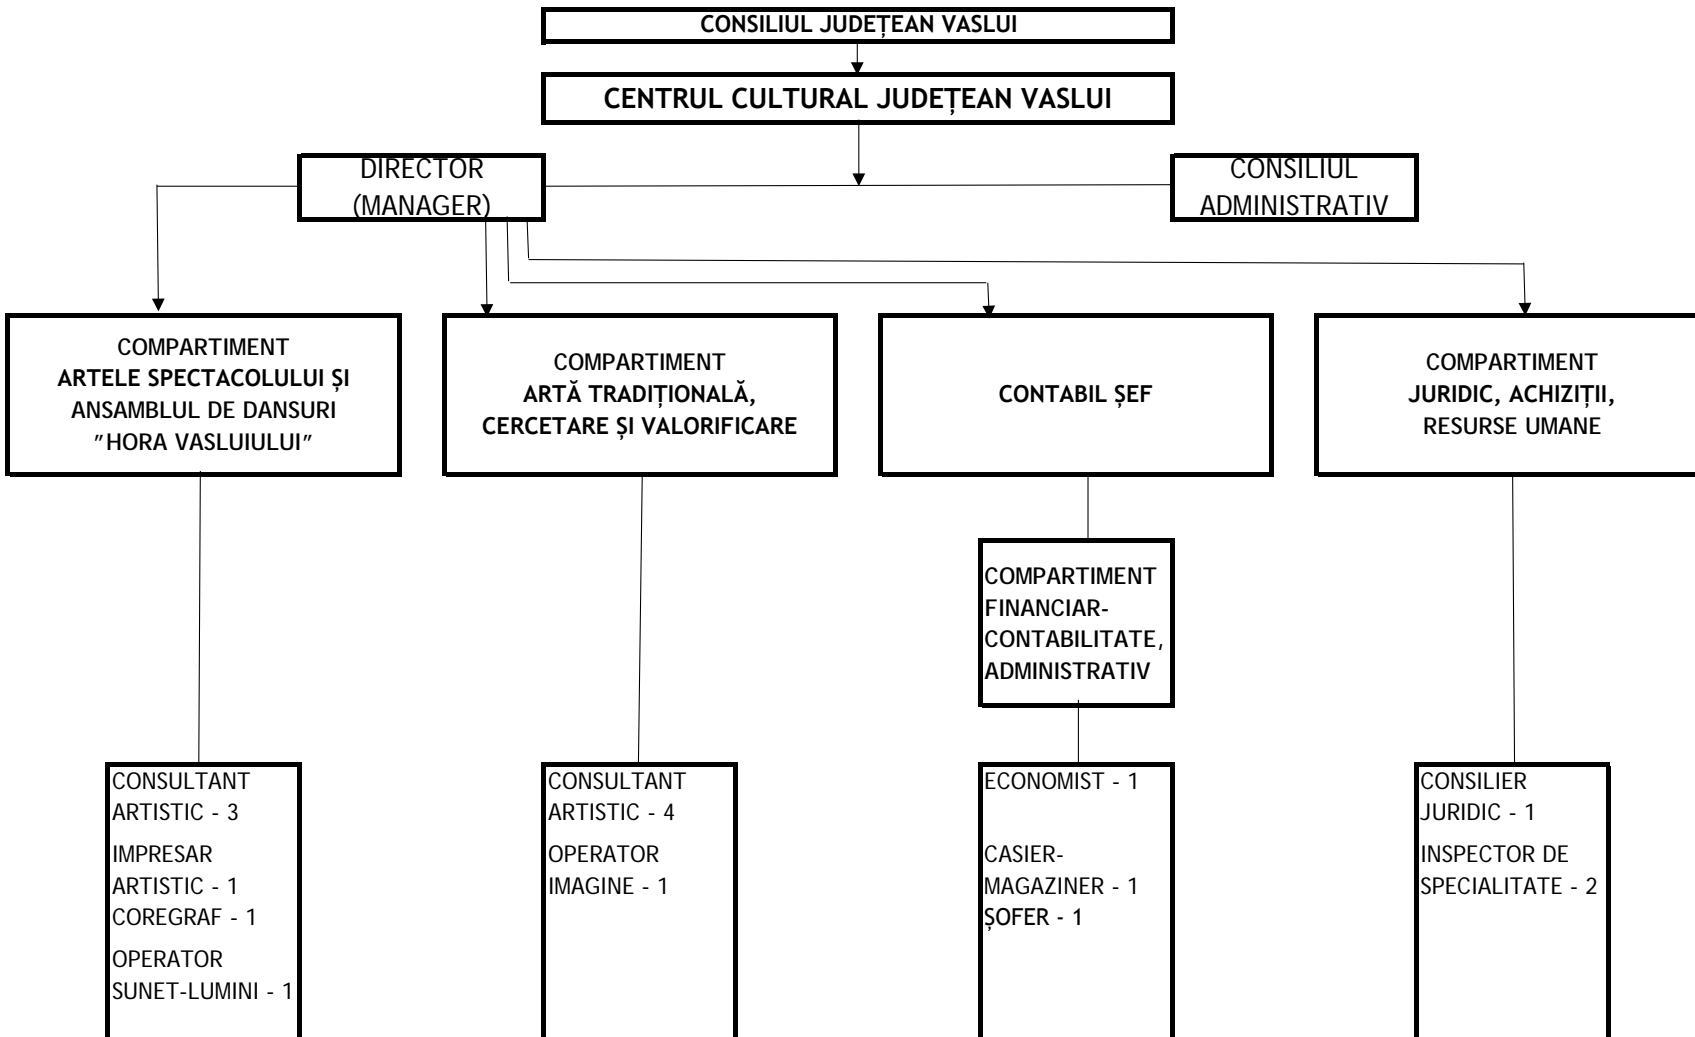 CONSILIUL JUDEȚEAN VASLUI
CENTRUL CULTURAL JUDEȚEAN VASLUI
DIRECTOR
(MANAGER)
CONSILIUL
ADMINISTRATIV
COMPARTIMENT
ARTELE SPECTACOLULUI ȘI
ANSAMBLUL DE DANSURI
"HORA VASLUIULUI"
COMPARTIMENT
ARTĂ TRADIȚIONALĂ,
CERCETARE ȘI VALORIFICARE
CONTABIL ȘEF
COMPARTIMENT
JURIDIC, ACHIZIȚII,
RESURSE UMANE
COMPARTIMENT
FINANCIAR-
CONTABILITATE,
ADMINISTRATIV
CONSULTANT
ARTISTIC - 3
IMPRESAR
ARTISTIC - 1
COREGRAF - 1
OPERATOR
SUNET-LUMINI - 1
CONSULTANT
ARTISTIC - 4
OPERATOR
IMAGINE - 1
ECONOMIST - 1
CASIER-
MAGAZINER - 1
ȘOFER - 1
CONSILIER
JURIDIC - 1
INSPECTOR DE
SPECIALITATE - 2